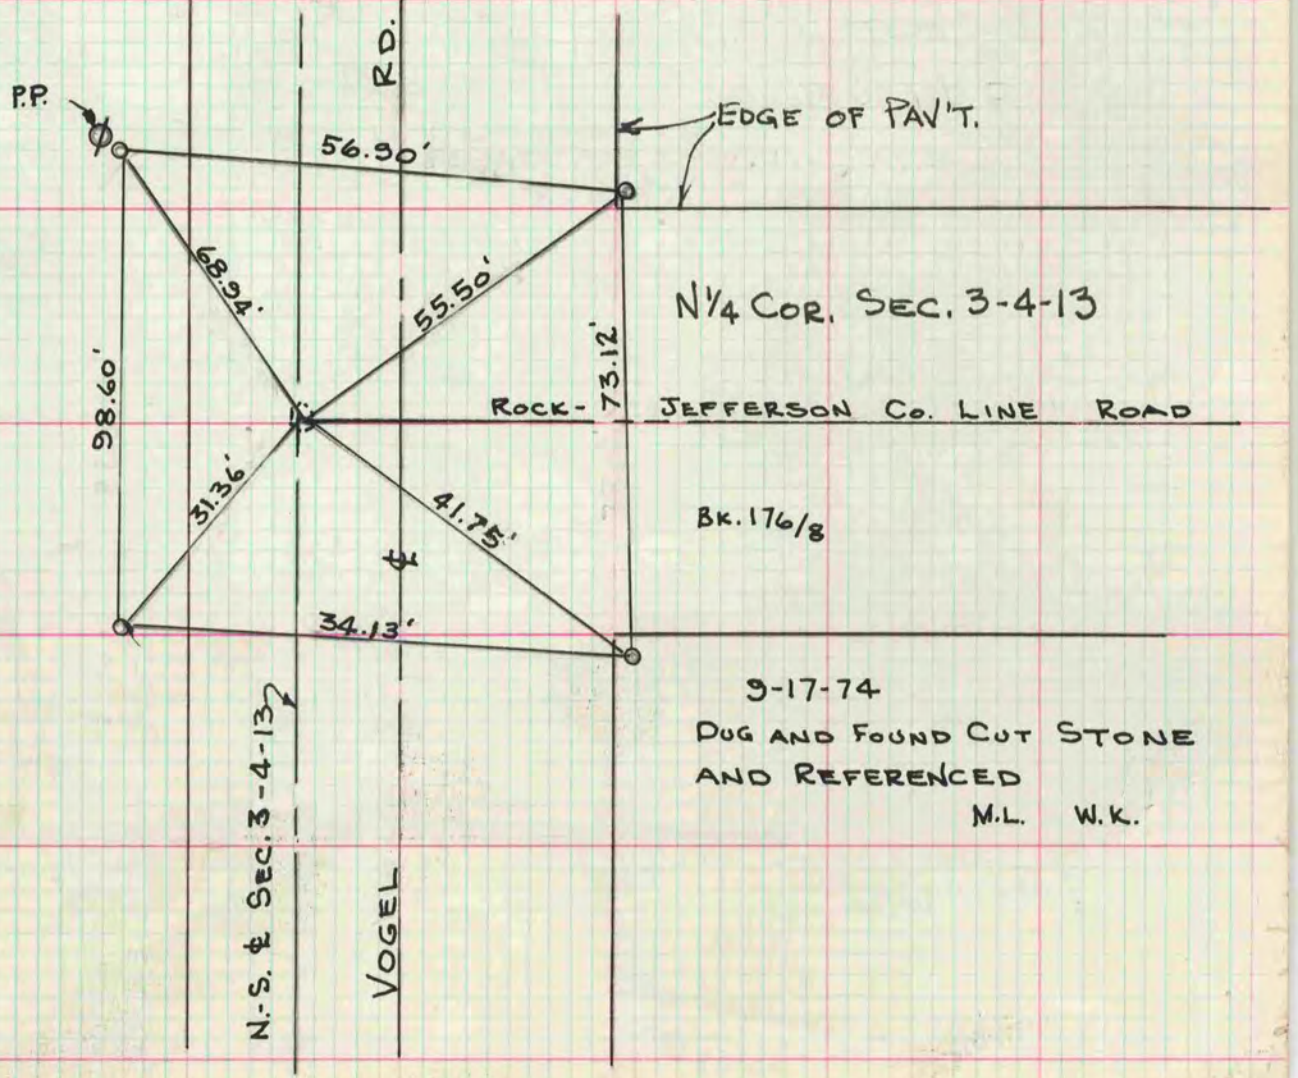 RD.
P.P.
EDGE OF PAV'T.
56.90'
68.94'
55.50'
N1/4 COR. SEC. 3-4-13
98.60'
73.12'
ROCK- JEFFERSON CO. LINE ROAD
31.36'
41.75'
BK. 176/8
℄
34.13'
9-17-74
DUG AND FOUND CUT STONE
AND REFERENCED
M.L. W.K.
N.-S. ℄ SEC. 3-4-13
VOGEL